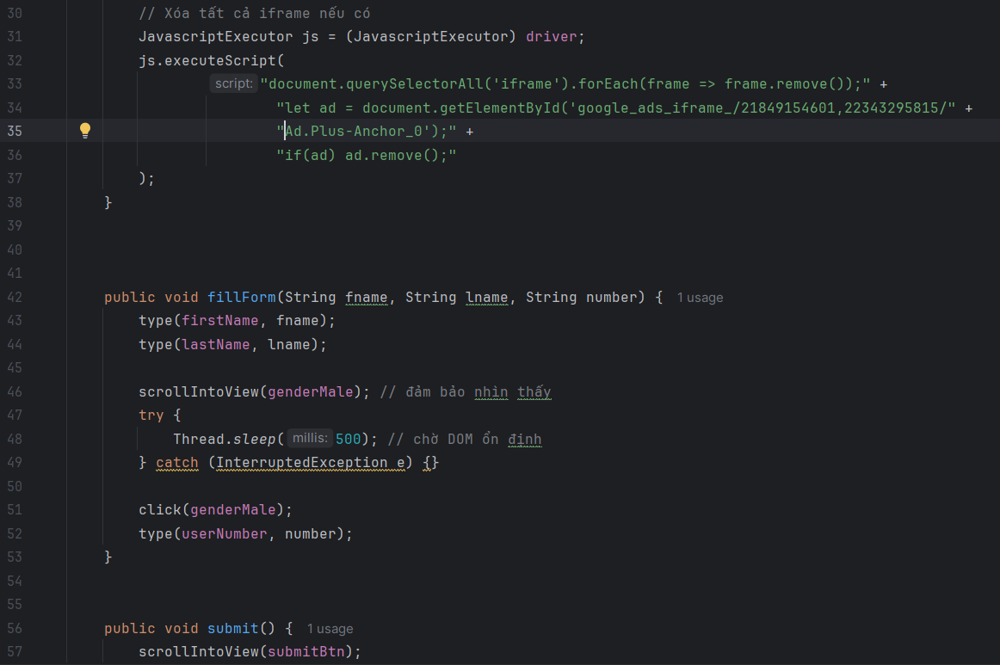 30 // Xóa tất cả iframe nếu có
31 JavascriptExecutor js = (JavascriptExecutor) driver;
32 js.executeScript(
33 script: "document.querySelectorAll('iframe').forEach(frame => frame.remove());" +
34 "let ad = document.getElementById('google_ads_iframe_/21849154601,22343295815/" +
35 "Ad.Plus-Anchor_0');" +
36 "if(ad) ad.remove();"
37 );
38 }
39
40
41
42 public void fillForm(String fname, String lname, String number) { 1 usage
43 type(firstName, fname);
44 type(lastName, lname);
45
46 scrollIntoView(genderMale); // đảm bảo nhìn thấy
47 try {
48 Thread.sleep( millis: 500); // chờ DOM ổn định
49 } catch (InterruptedException e) {}
50
51 click(genderMale);
52 type(userNumber, number);
53 }
54
55
56 public void submit() { 1 usage
57 scrollIntoView(submitBtn);